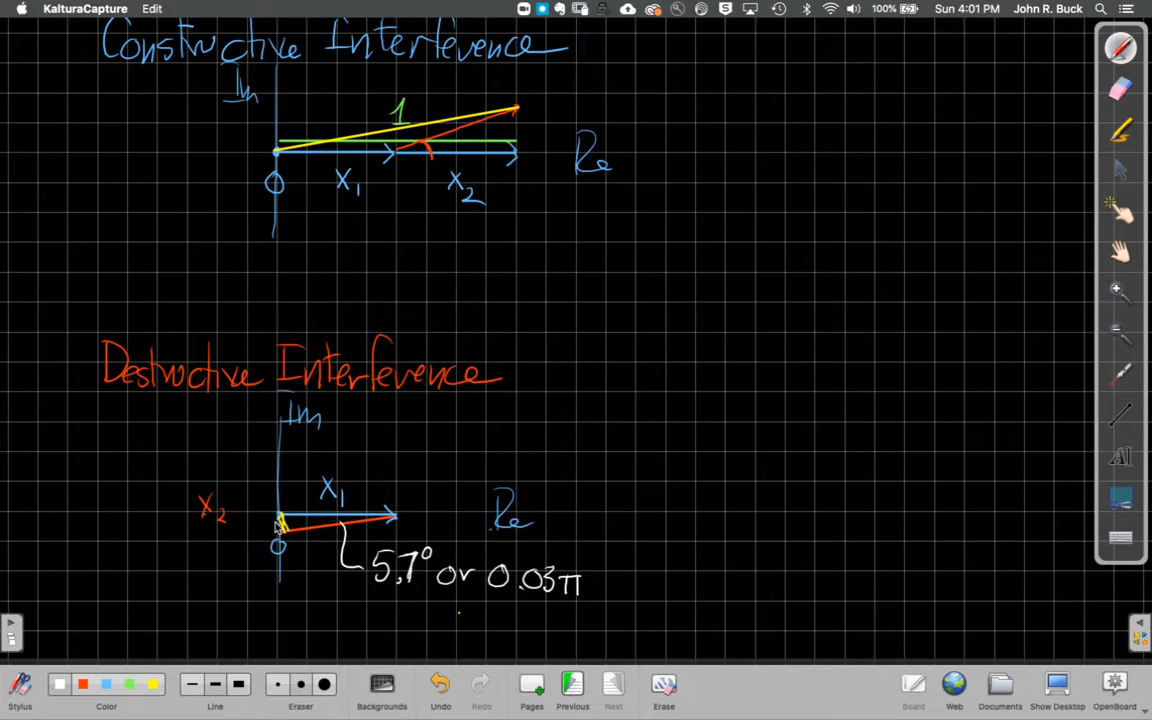 KalturaCapture Edit 100% Sun 4:01 PM John R. Buck
Constructive Interference
Im
1
Re
0 X1 X2
Destructive Interference
Im
X1
X2 Re
0
5.7° or 0.03π
Stylus Color Line Eraser Backgrounds Undo Redo Pages Previous Next Erase Board Web Documents Show Desktop OpenBoard